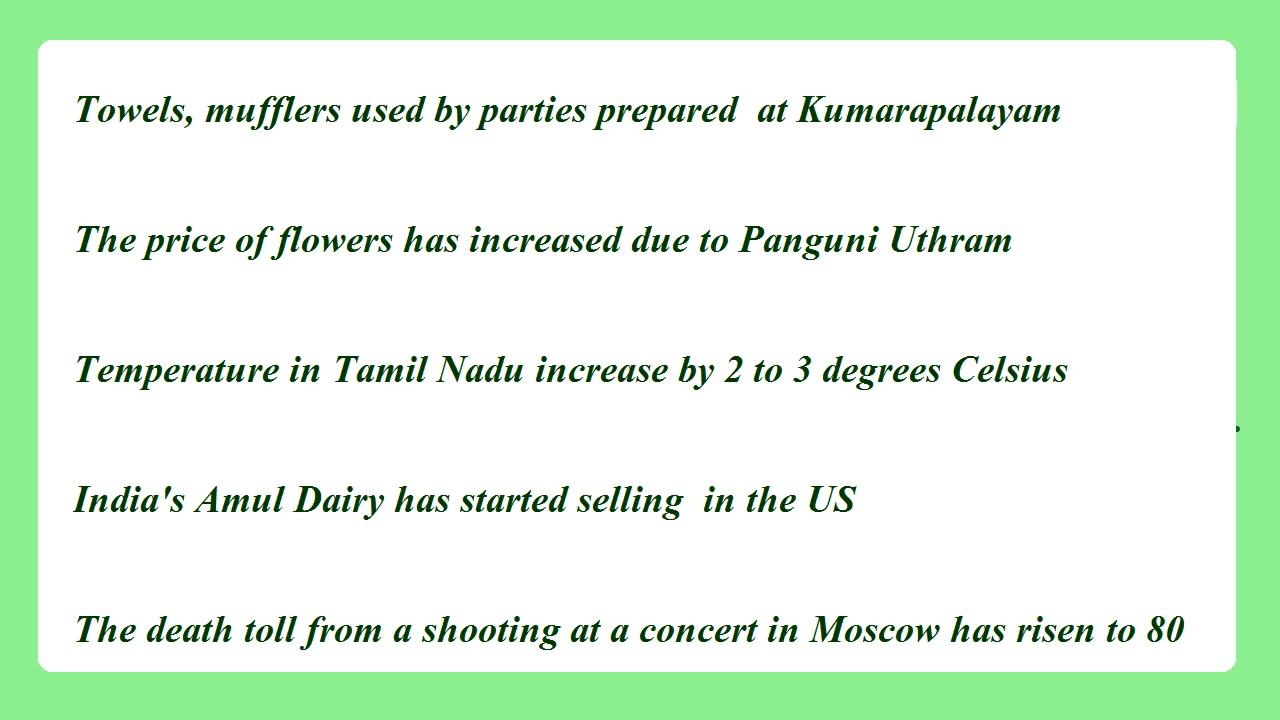 Towels, mufflers used by parties prepared  at Kumarapalayam
The price of flowers has increased due to Panguni Uthram
Temperature in Tamil Nadu increase by 2 to 3 degrees Celsius
India's Amul Dairy has started selling  in the US
The death toll from a shooting at a concert in Moscow has risen to 80